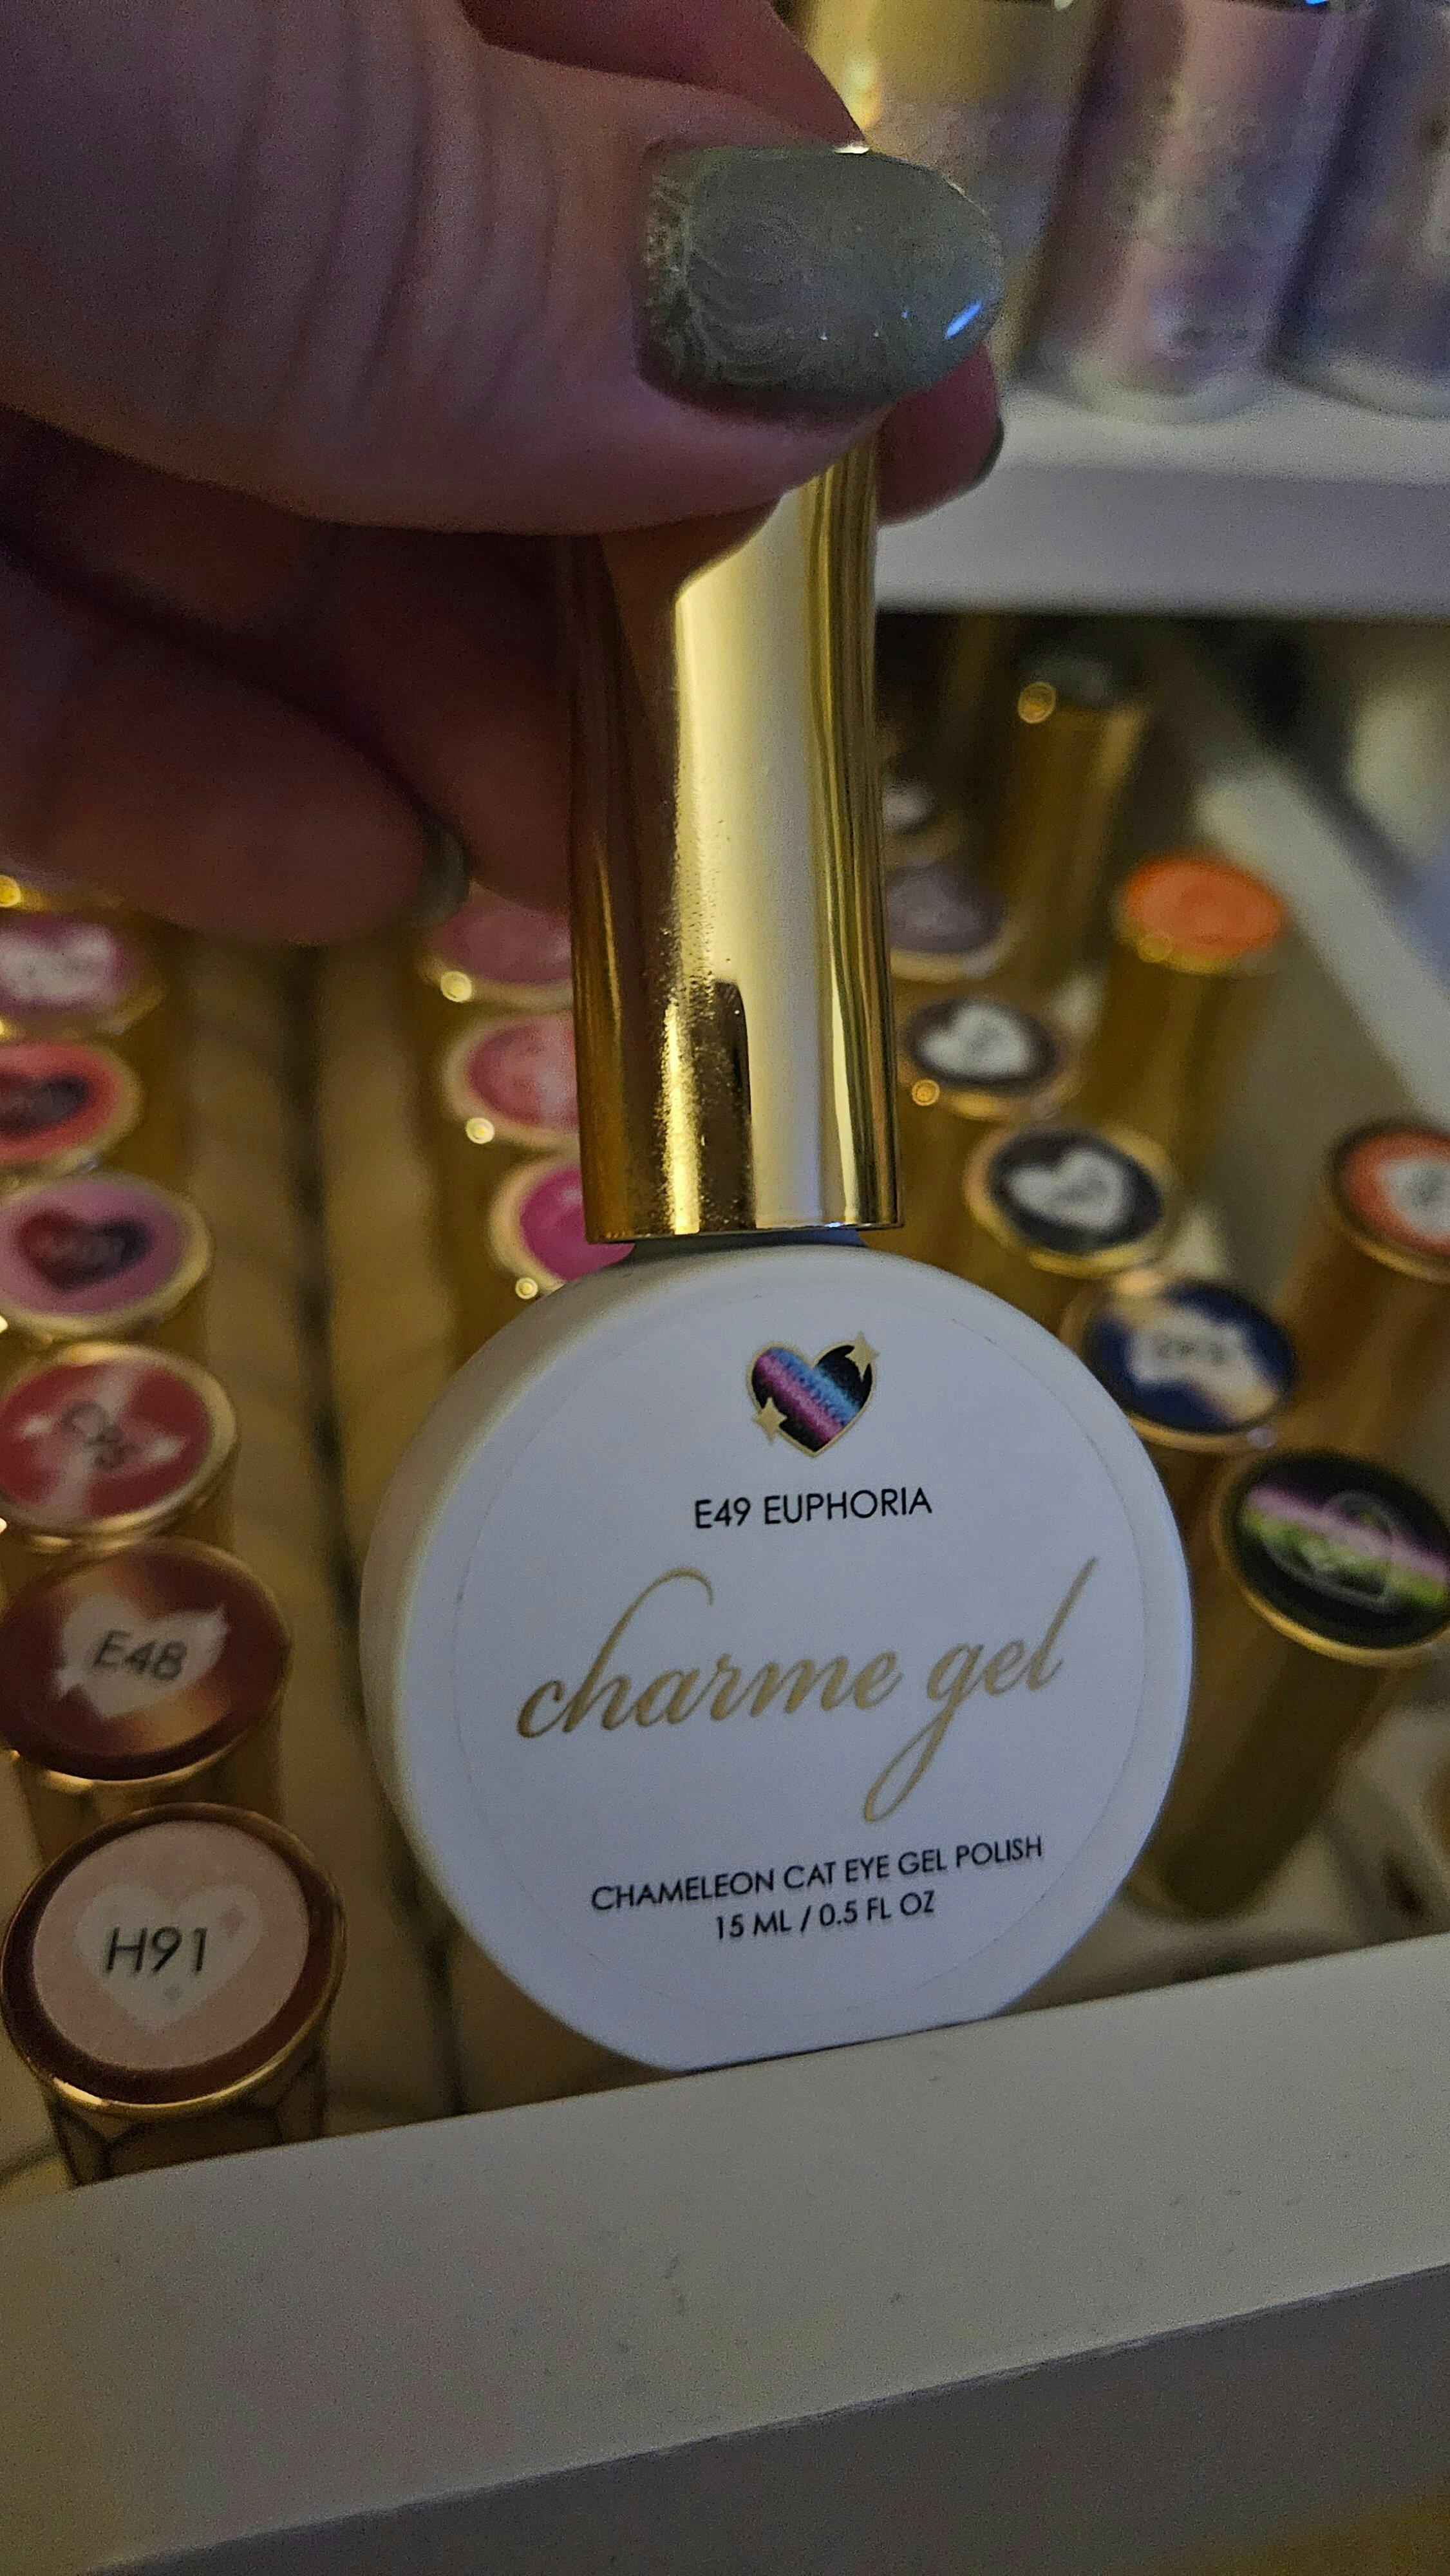 E49 EUPHORIA
charme gel
CHAMELEON CAT EYE GEL POLISH
15 ML / 0.5 FL OZ
E48
H91